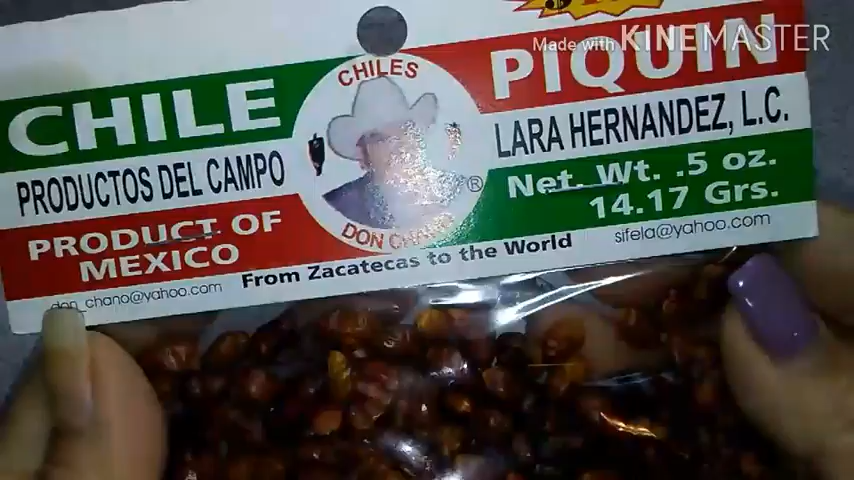 Made with KINEMASTER
CHILE PIQUIN
CHILES
PRODUCTOS DEL CAMPO
LARA HERNANDEZ, L.C.
®
Net. Wt. .5 oz.
14.17 Grs.
PRODUCT OF
MEXICO
DON CHANO
From Zacatecas to the World
don_chano@yahoo.com
sifela@yahoo.com